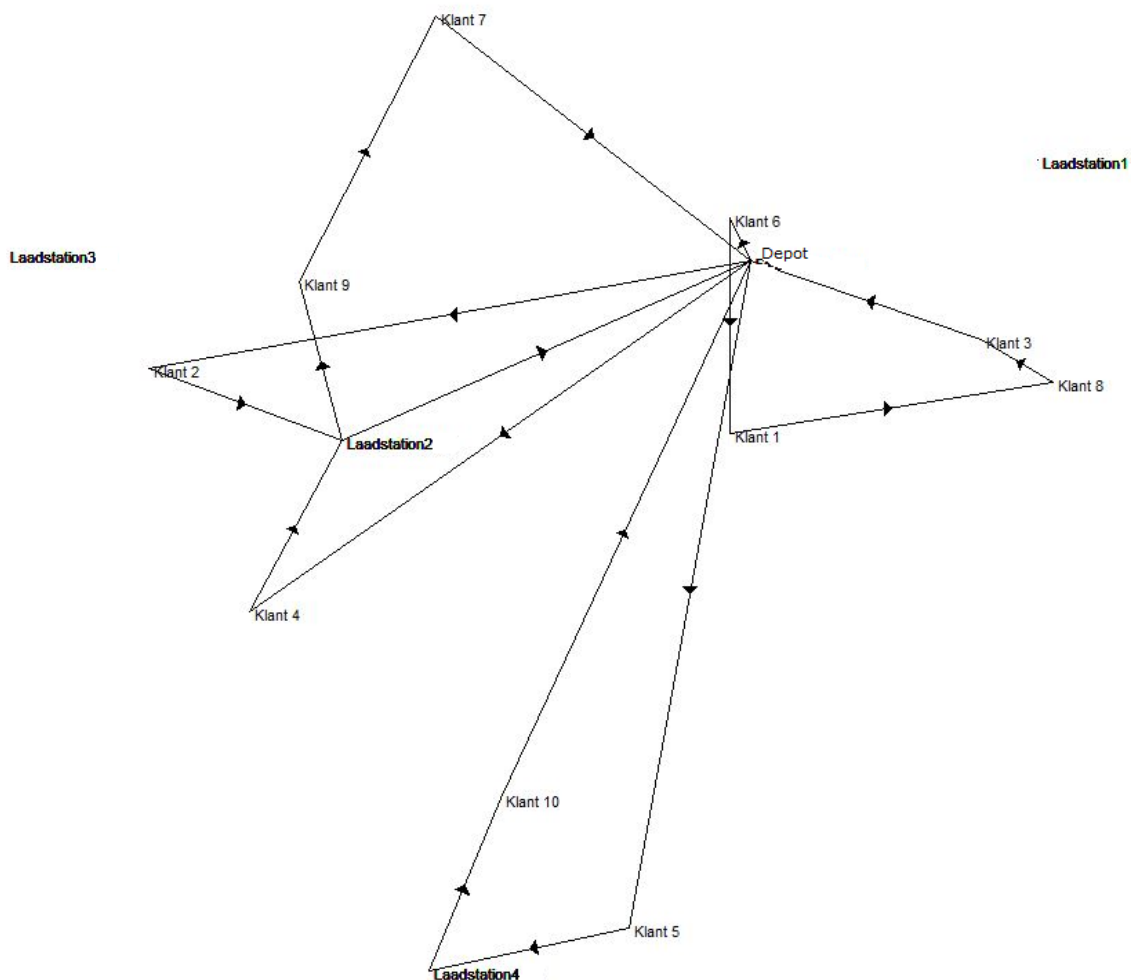 Klant 7
Laadstation1
Klant 6
Depot
Laadstation3
Klant 9
Klant 3
Klant 2
Klant 8
Klant 1
Laadstation2
Klant 4
Klant 10
Klant 5
Laadstation4